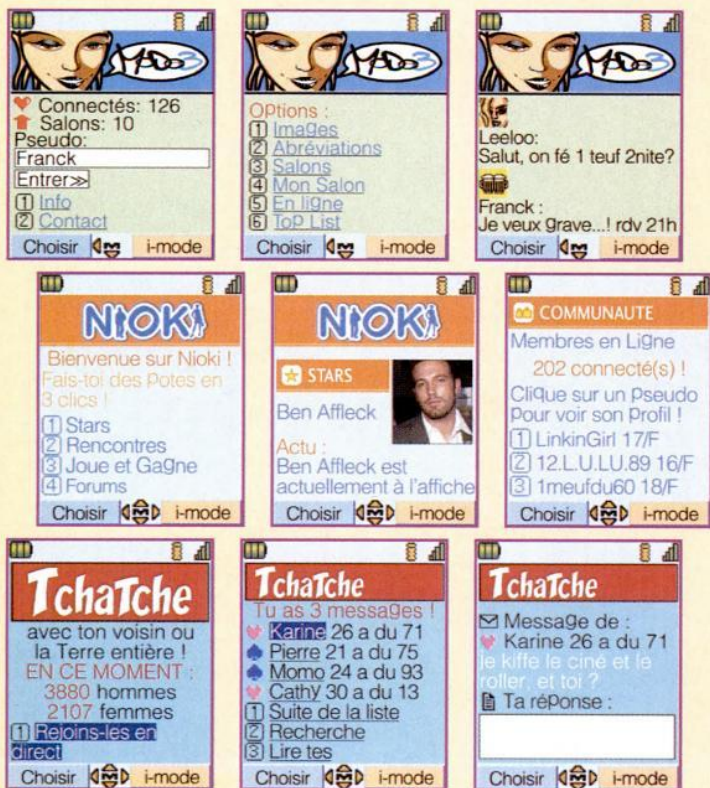 MADo3
Connectés: 126
Salons: 10
Pseudo:
Franck
Entrer>>
1 Info
2 Contact
Choisir i-mode
MADo3
Options :
1 Images
2 Abréviations
3 Salons
4 Mon Salon
5 En ligne
6 Top List
Choisir i-mode
MADo3
Leeloo:
Salut, on fé 1 teuf 2nite?
Franck :
Je veux grave...! rdv 21h
Choisir i-mode
NIOKI
Bienvenue sur Nioki !
Fais-toi des potes en
3 clics !
1 Stars
2 Rencontres
3 Joue et Gagne
4 Forums
Choisir i-mode
NIOKI
STARS
Ben Affleck
Actu :
Ben Affleck est
actuellement à l'affiche
Choisir i-mode
COMMUNAUTE
Membres en Ligne
202 connecté(s) !
Clique sur un pseudo
pour voir son profil !
1 LinkinGirl 17/F
2 12.L.U.LU.89 16/F
3 1meufdu60 18/F
Choisir i-mode
TchaTche
avec ton voisin ou
la Terre entière !
EN CE MOMENT :
3880 hommes
2107 femmes
1 Rejoins-les en
direct
Choisir i-mode
TchaTche
Tu as 3 messages !
Karine 26 a du 71
Pierre 21 a du 75
Momo 24 a du 93
Cathy 30 a du 13
1 Suite de la liste
2 Recherche
3 Lire tes
Choisir i-mode
TchaTche
Message de :
Karine 26 a du 71
je kiffe le ciné et le
roller, et toi ?
Ta réponse :
Choisir i-mode